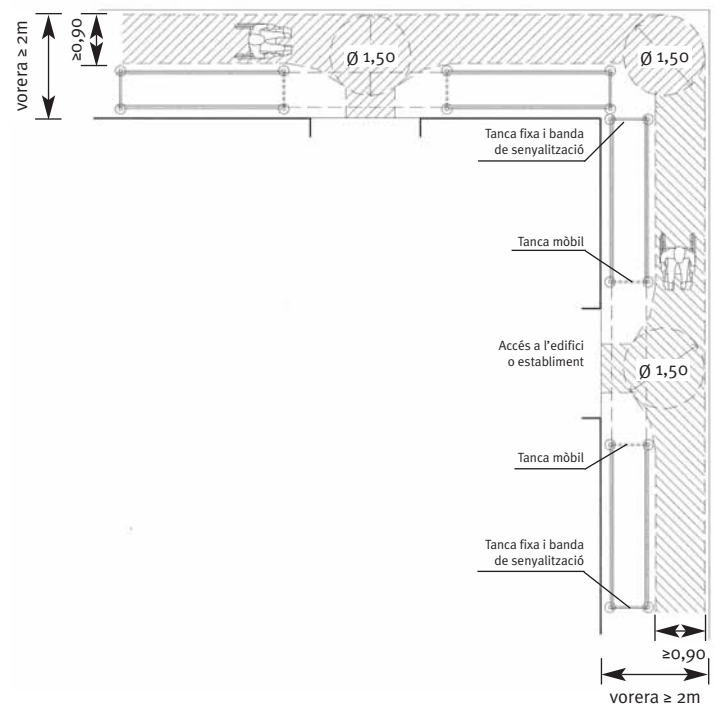 vorera ≥ 2m
≥0,90
Ø 1,50
Ø 1,50
Tanca fixa i banda
de senyalització
Tanca mòbil
Accés a l'edifici
o establiment
Ø 1,50
Tanca mòbil
Tanca fixa i banda
de senyalització
≥0,90
vorera ≥ 2m